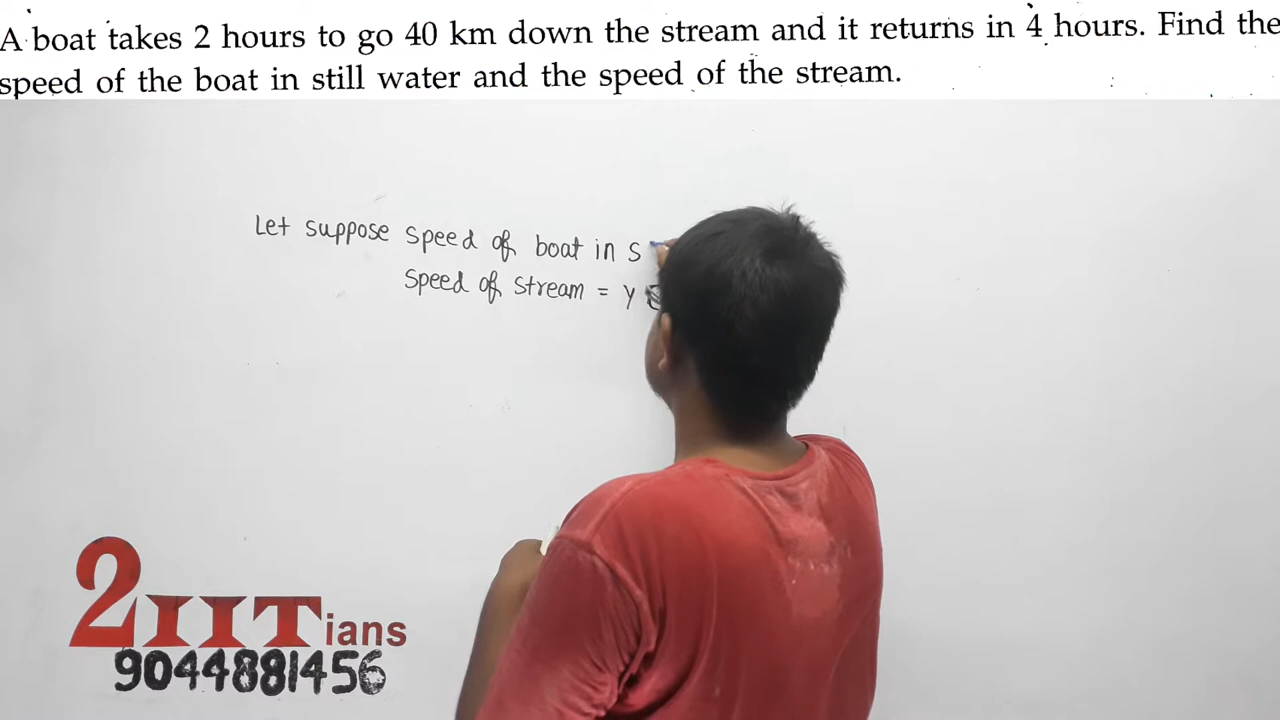 A boat takes 2 hours to go 40 km down the stream and it returns in 4 hours. Find the
speed of the boat in still water and the speed of the stream.
Let suppose speed of boat in s
speed of stream = y
2IITians
9044881456